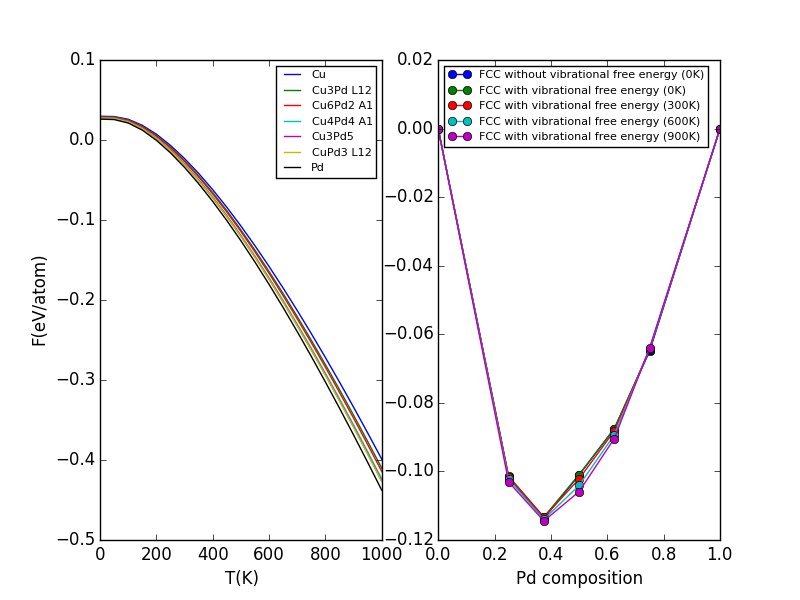 0.1
0.0
−0.1
−0.2
−0.3
−0.4
−0.5
F(eV/atom)
0
200
400
600
800
1000
T(K)
Cu
Cu3Pd L12
Cu6Pd2 A1
Cu4Pd4 A1
Cu3Pd5
CuPd3 L12
Pd
0.02
0.00
−0.02
−0.04
−0.06
−0.08
−0.10
−0.12
0.0
0.2
0.4
0.6
0.8
1.0
Pd composition
FCC without vibrational free energy (0K)
FCC with vibrational free energy (0K)
FCC with vibrational free energy (300K)
FCC with vibrational free energy (600K)
FCC with vibrational free energy (900K)